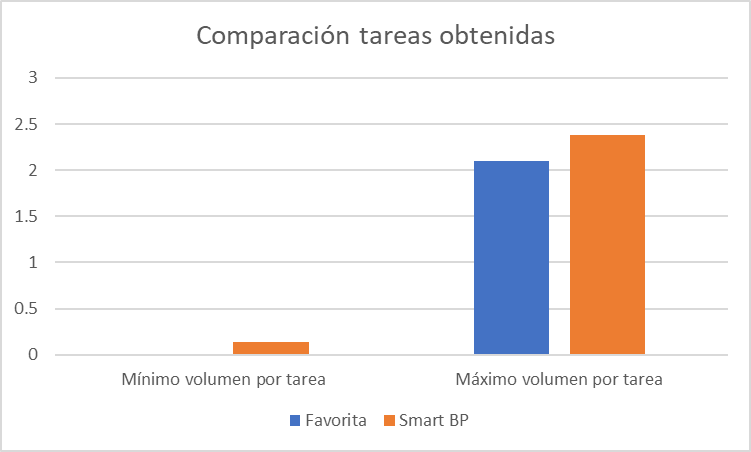 Comparación tareas obtenidas
3
2.5
2
1.5
1
0.5
0
Mínimo volumen por tarea Máximo volumen por tarea
Favorita Smart BP